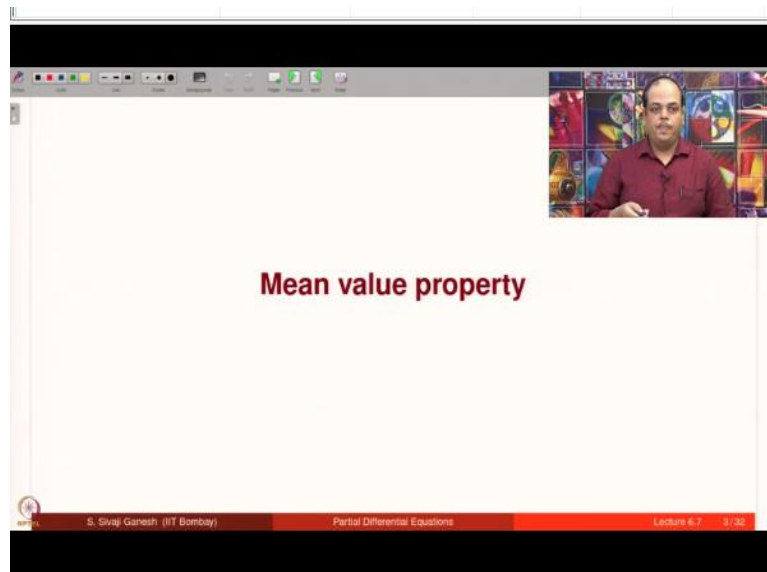 Mean value property
S. Sivaji Ganesh (IIT Bombay) Partial Differential Equations Lecture 6.7 3/32